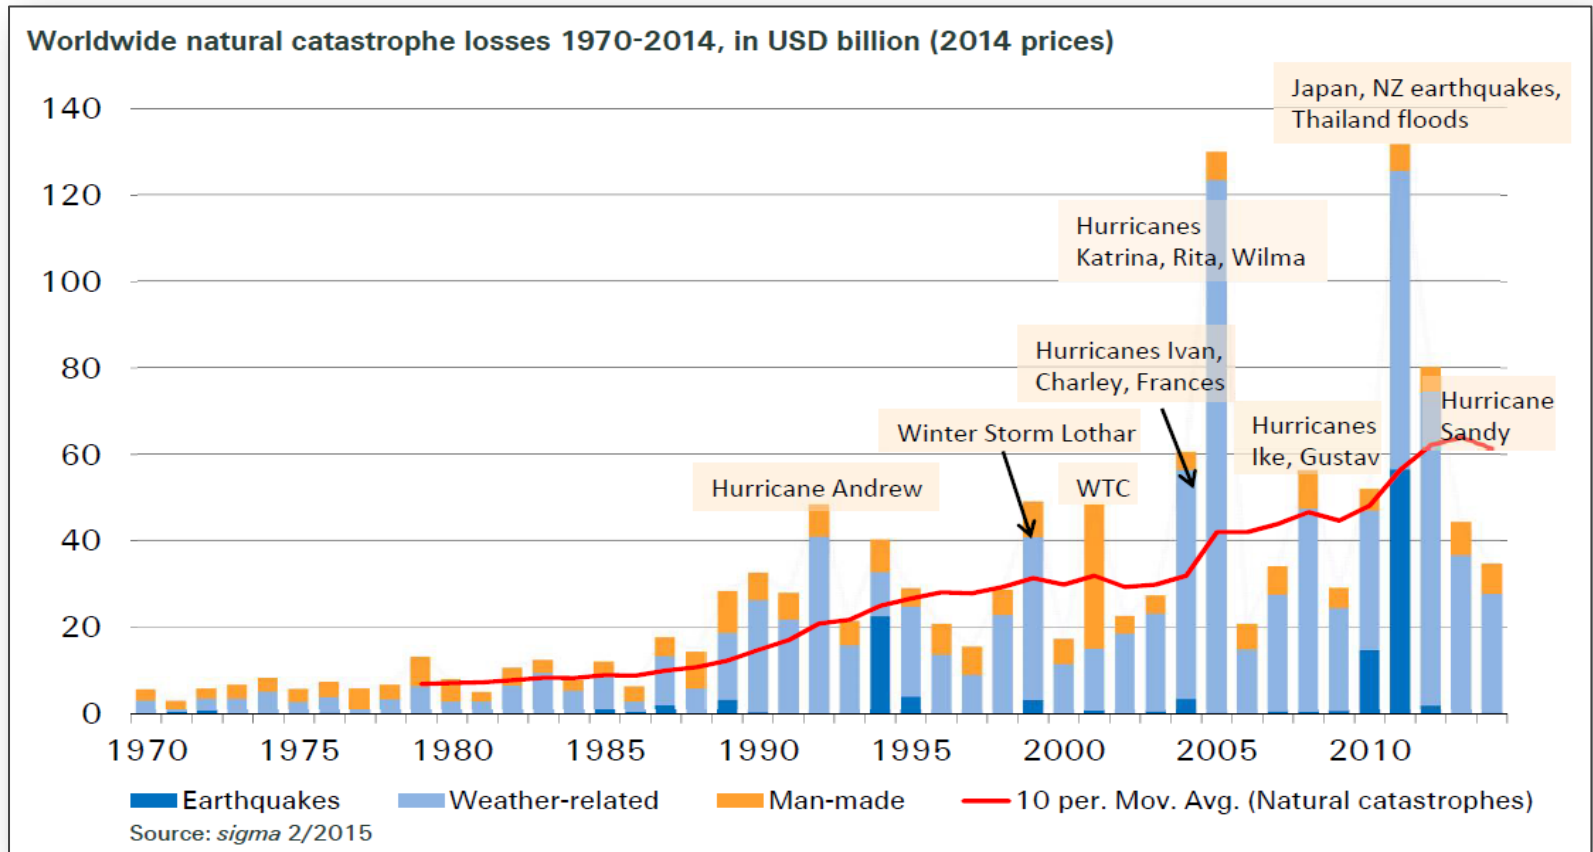 Worldwide natural catastrophe losses 1970-2014, in USD billion (2014 prices)
Japan, NZ earthquakes,
Thailand floods
140
120
Hurricanes
Katrina, Rita, Wilma
100
Hurricanes Ivan,
Charley, Frances
80
Hurricane
Sandy
Winter Storm Lothar
Hurricanes
Ike, Gustav
60
Hurricane Andrew
WTC
40
20
0
1970 1975 1980 1985 1990 1995 2000 2005 2010
Earthquakes Weather-related Man-made 10 per. Mov. Avg. (Natural catastrophes)
Source: sigma 2/2015